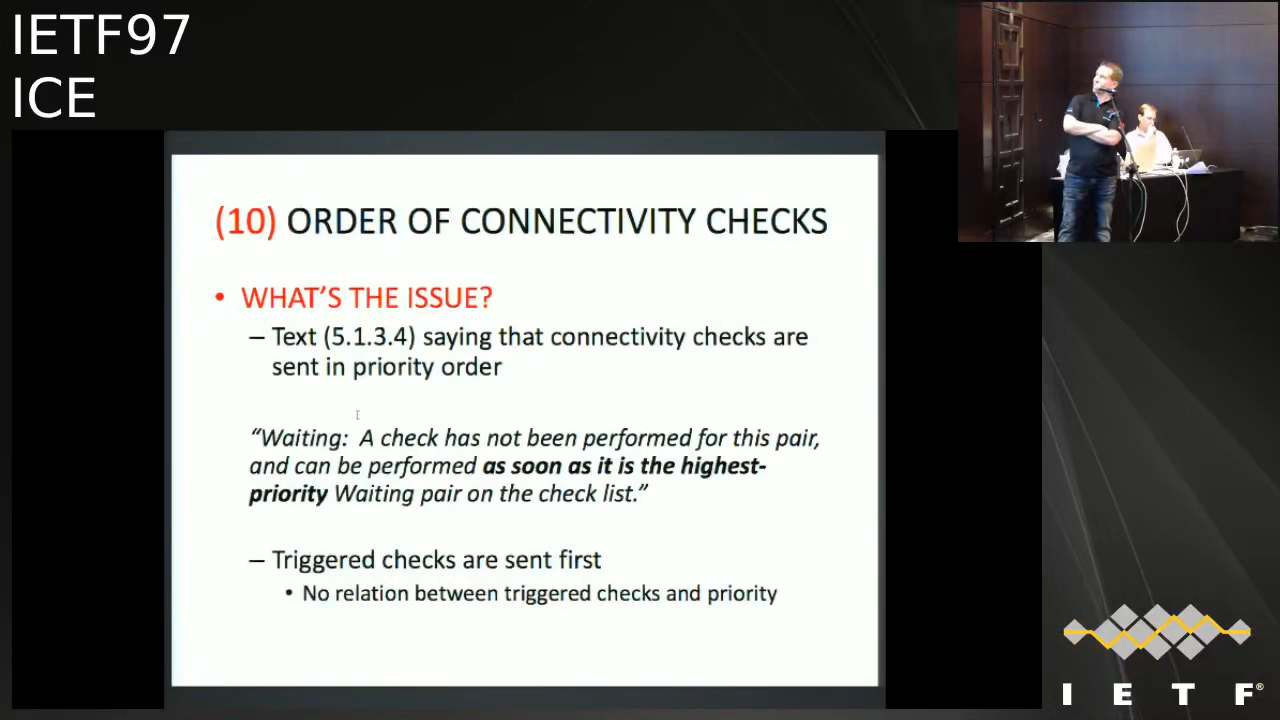 IETF97
ICE
(10) ORDER OF CONNECTIVITY CHECKS
• WHAT'S THE ISSUE?
– Text (5.1.3.4) saying that connectivity checks are
sent in priority order
“Waiting:  A check has not been performed for this pair,
and can be performed as soon as it is the highest-
priority Waiting pair on the check list.”
– Triggered checks are sent first
• No relation between triggered checks and priority
I E T F®